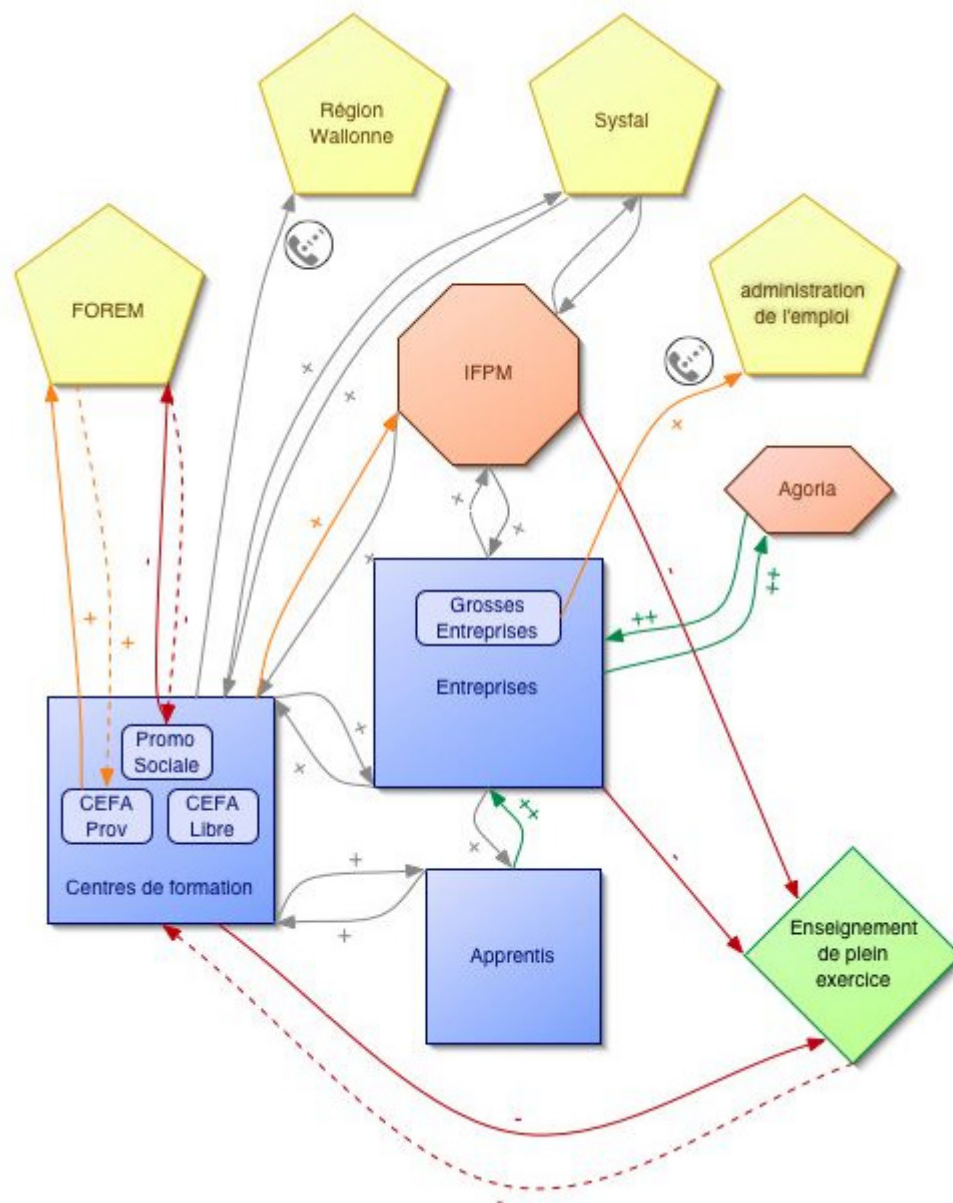 Région
Wallonne
Sysfal
FOREM
administration
de l'emploi
IFPM
+
+
+
Agoria
+
+
+
+
Grosses
Entreprises
++
++
+
+
-
-
Entreprises
-
Promo
Sociale
+
+
CEFA
Prov
CEFA
Libre
++
+
-
+
Centres de formation
+
Apprentis
Enseignement
de plein
exercice
-
-